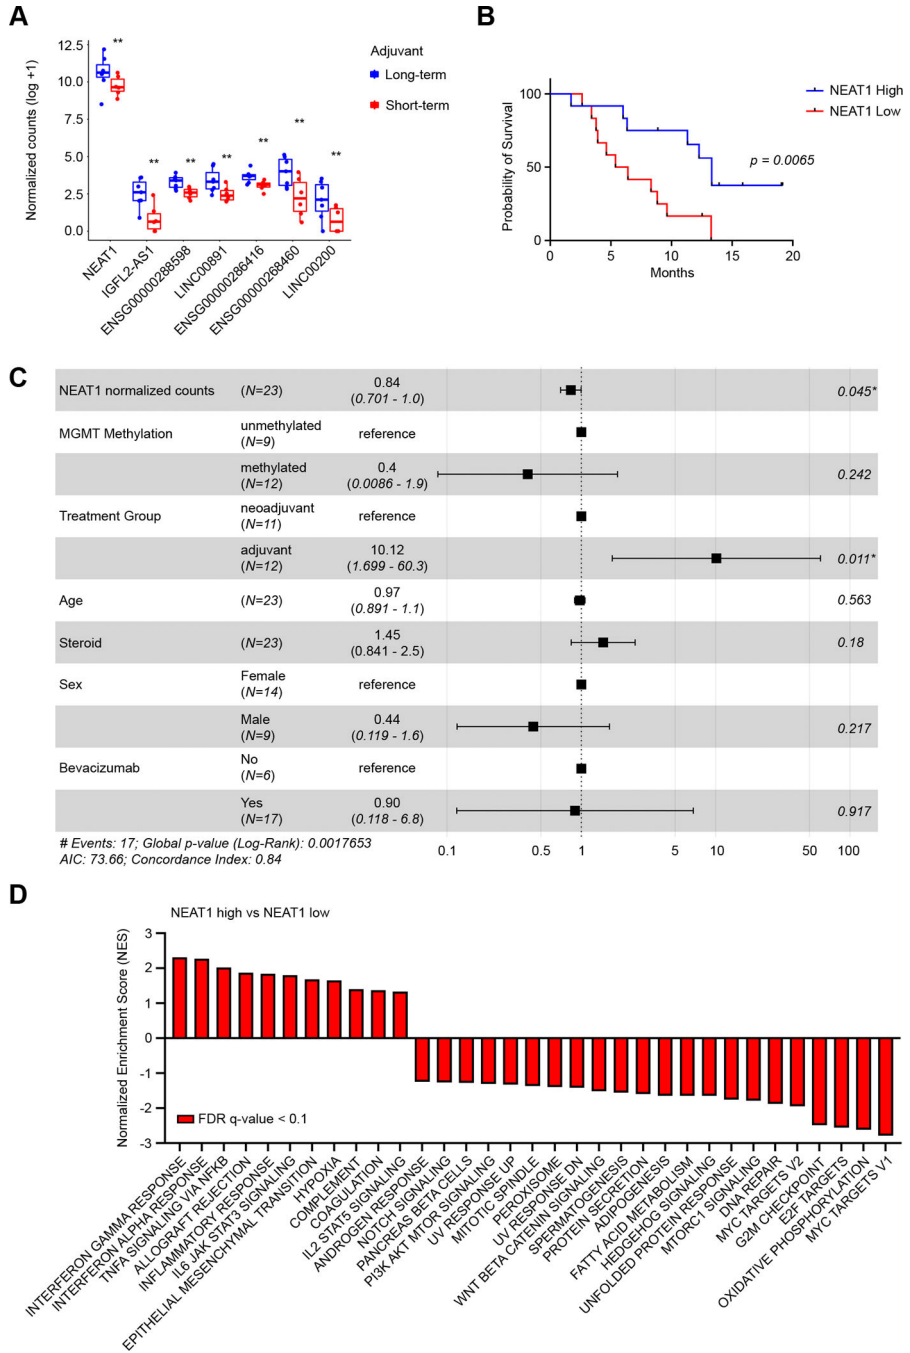 A
Normalized counts (log +1)
12.5
10.0
7.5
5.0
2.5
0.0
**
**
**
**
**
**
**
NEAT1
IGFL2-AS1
ENSG00000288598
LINC00891
ENSG00000286416
ENSG00000268460
LINC00200
Adjuvant
Long-term
Short-term
B
Probability of Survival
100
50
0
0
5
10
15
20
Months
NEAT1 High
NEAT1 Low
p = 0.0065
C
NEAT1 normalized counts (N=23) 0.84 0.045*
(0.701 - 1.0)
MGMT Methylation unmethylated reference
(N=9)
methylated 0.4 0.242
(N=12) (0.0086 - 1.9)
Treatment Group neoadjuvant reference
(N=11)
adjuvant 10.12 0.011*
(N=12) (1.699 - 60.3)
Age (N=23) 0.97 0.563
(0.891 - 1.1)
Steroid (N=23) 1.45 0.18
(0.841 - 2.5)
Sex Female reference
(N=14)
Male 0.44 0.217
(N=9) (0.119 - 1.6)
Bevacizumab No reference
(N=6)
Yes 0.90 0.917
(N=17) (0.118 - 6.8)
# Events: 17; Global p-value (Log-Rank): 0.0017653
AIC: 73.66; Concordance Index: 0.84
0.1 0.5 1 5 10 50 100
D
NEAT1 high vs NEAT1 low
Normalized Enrichment Score (NES)
3
2
1
0
-1
-2
-3
FDR q-value < 0.1
INTERFERON GAMMA RESPONSE
INTERFERON ALPHA RESPONSE
TNFA SIGNALING VIA NFKB
ALLOGRAFT REJECTION
INFLAMMATORY RESPONSE
IL6 JAK STAT3 SIGNALING
EPITHELIAL MESENCHYMAL TRANSITION
HYPOXIA
COMPLEMENT
COAGULATION
IL2 STAT5 SIGNALING
ANDROGEN RESPONSE
NOTCH SIGNALING
PANCREAS BETA CELLS
PI3K AKT MTOR SIGNALING
UV RESPONSE UP
MITOTIC SPINDLE
PEROXISOME
UV RESPONSE DN
WNT BETA CATENIN SIGNALING
SPERMATOGENESIS
PROTEIN SECRETION
ADIPOGENESIS
FATTY ACID METABOLISM
HEDGEHOG SIGNALING
UNFOLDED PROTEIN RESPONSE
MTORC1 SIGNALING
DNA REPAIR
MYC TARGETS V2
G2M CHECKPOINT
E2F TARGETS
OXIDATIVE PHOSPHORYLATION
MYC TARGETS V1